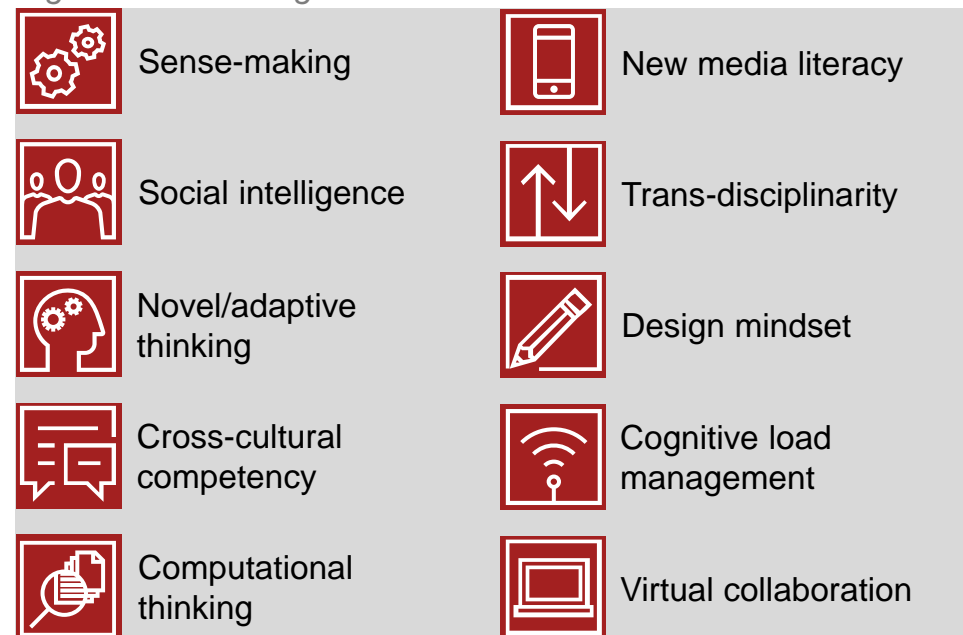 Sense-making
Social intelligence
Novel/adaptive
thinking
Cross-cultural
competency
Computational
thinking
New media literacy
Trans-disciplinarity
Design mindset
Cognitive load
management
Virtual collaboration